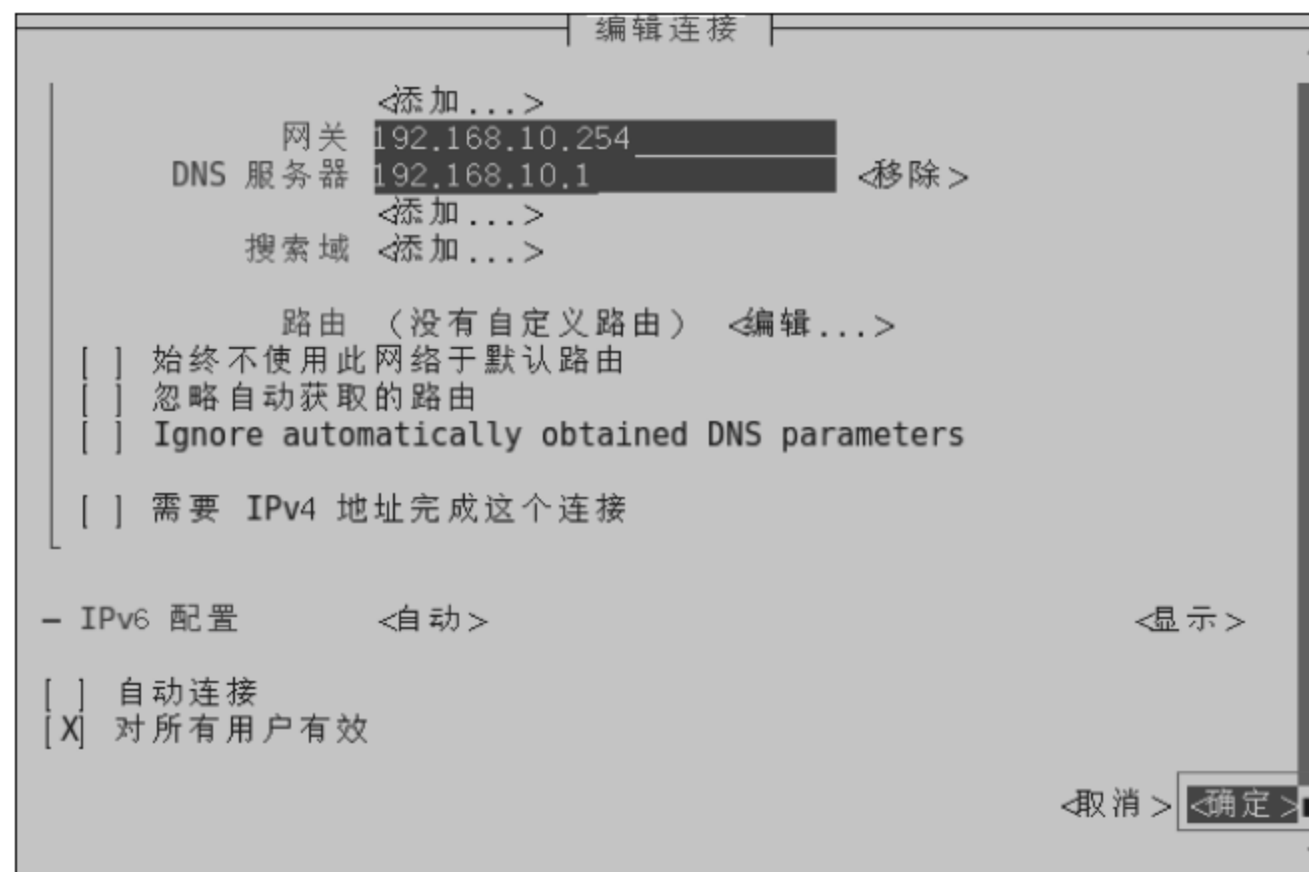 编辑连接
<添加...>
网关 192.168.10.254
DNS 服务器 192.168.10.1 <移除>
<添加...>
搜索域 <添加...>
路由 (没有自定义路由) <编辑...>
[ ] 始终不使用此网络于默认路由
[ ] 忽略自动获取的路由
[ ] Ignore automatically obtained DNS parameters
[ ] 需要 IPv4 地址完成这个连接
- IPv6 配置 <自动> <显示>
[ ] 自动连接
[X] 对所有用户有效
<取消> <确定>